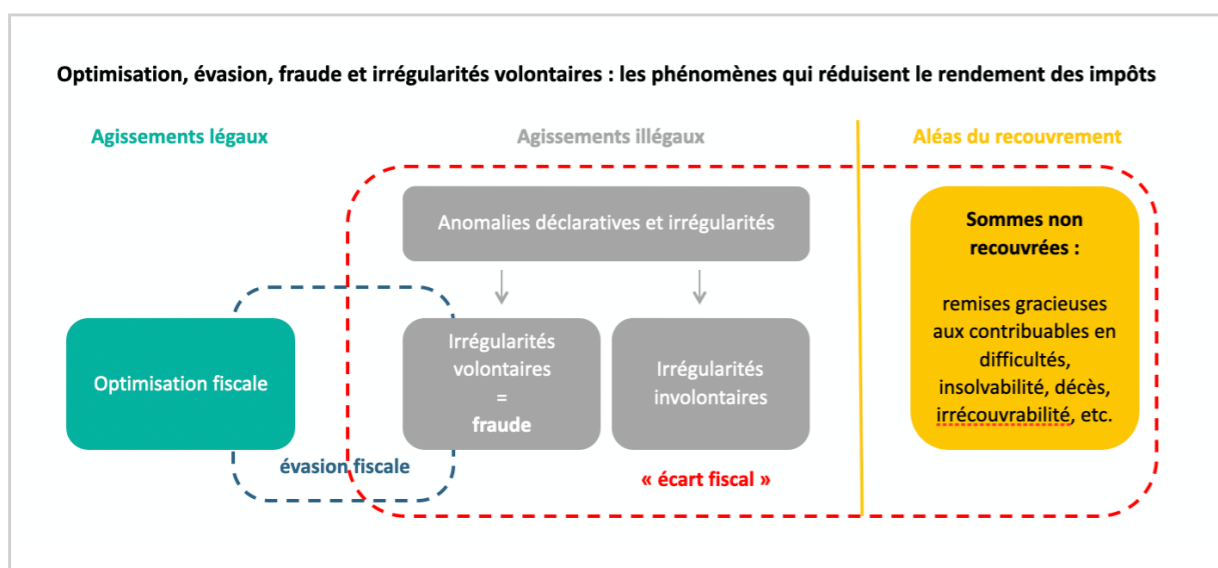 Optimisation, évasion, fraude et irrégularités volontaires : les phénomènes qui réduisent le rendement des impôts
Agissements légaux
Agissements illégaux
Aléas du recouvrement
Anomalies déclaratives et irrégularités
Optimisation fiscale
Irrégularités
volontaires
=
fraude
Irrégularités
involontaires
Sommes non
recouvrées :
remises gracieuses
aux contribuables en
difficultés,
insolvabilité, décès,
irrécouvrabilité, etc.
évasion fiscale
« écart fiscal »